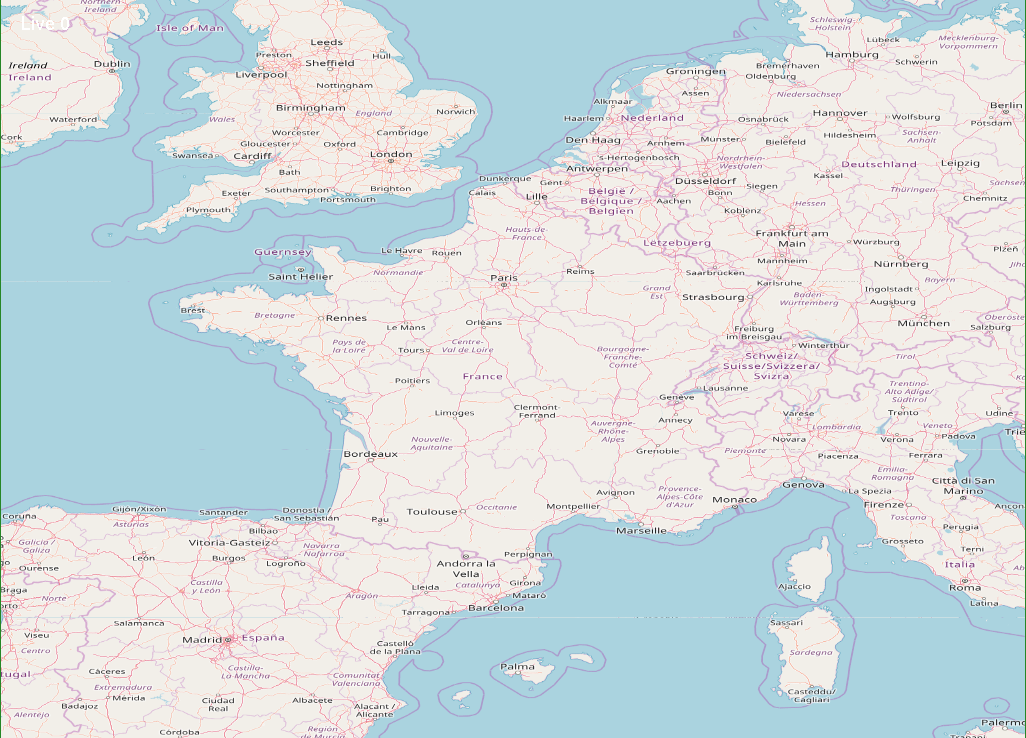 Northern
Ireland
Live 0
Isle of Man
Schleswig-
Holstein
Mecklenburg-
Vorpommern
Leeds
Lübeck
Preston
Hull
Hamburg
Ireland
Dublin
Sheffield
Schwerin
Ireland
Liverpool
Groningen
Bremerhaven
Oldenburg
Nottingham
Assen
Niedersachsen
Alkmaar
Birmingham
England
Norwich
Berlin
Waterford
Wales
Haarlem
Nederland
Osnabrück
Hannover
Wolfsburg
Potsdam
Cork
Worcester
Cambridge
Den Haag
Arnhem
Münster
Bielefeld
Hildesheim
Sachsen-
Anhalt
Gloucester
Oxford
Swansea
Cardiff
London
's-Hertogenbosch
Nordrhein-
Westfalen
Deutschland
Leipzig
Bath
Antwerpen
Kassel
Dunkerque
Gent
Düsseldorf
Siegen
Thüringen
Sachsen
Exeter
Southampton
Brighton
Calais
Lille
België /
Belgique /
Belgien
Bonn
Chemnitz
Portsmouth
Aachen
Hessen
Plymouth
Koblenz
Hauts-de
France
Frankfurt am
Main
Guernsey
Le Havre
Rouen
Lëtzebuerg
Würzburg
Plzeň
Saint Helier
Normandie
Paris
Reims
Saarbrücken
Mannheim
Nürnberg
Jiho
Karlsruhe
Bayern
Grand
Est
Strasbourg
Baden-
Württemberg
Ingolstadt
Augsburg
Brest
Bretagne
Rennes
Le Mans
Orléans
München
Oberöste
Salzburg
Freiburg
im Breisgau
Pays de
la Loire
Tours
Centre-
Val de Loire
Bourgogne-
Franche-
Comté
Winterthur
Schweiz/
Suisse/Svizzera/
Svizra
Tirol
Poitiers
France
Lausanne
Trentino-
Alto Adige/
Südtirol
Genève
Limoges
Clermont-
Ferrand
Annecy
Varese
Trento
Udine
Auvergne-
Rhône-
Alpes
Lombardia
Veneto
Trie
Nouvelle-
Aquitaine
Novara
Verona
Padova
Bordeaux
Grenoble
Piemonte
Piacenza
Ferrara
Emilia-
Romagna
Genova
Città di San
Marino
Provence-
Alpes-Côte
d'Azur
Avignon
Monaco
La Spezia
Firenze
Ancon
Coruña
Gijón/Xixón
Santander
Donostia
San Sebastián
Pau
Toulouse
Occitanie
Montpellier
Marseille
Toscana
Asturias
Bilbao
Perugia
Galicia /
Galiza
Vitoria-Gasteiz
Navarra
Nafarroa
Perpignan
Grosseto
Terni
León
Burgos
Logroño
Andorra la
Vella
Italia
Ourense
Castilla
y León
Lleida
Catalunya
Girona
Ajaccio
Roma
Braga
Norte
Aragón
Mataró
Latina
orto
Tarragona
Barcelona
Salamanca
Sassari
Viseu
Madrid
España
Castelló
de la Plana
Centro
Sardegna
tugal
Cáceres
Castilla-
La Mancha
Comunitat
Valenciana
Palma
Extremadura
Mérida
Casteddu/
Cagliari
Badajoz
Ciudad
Real
Albacete
Alacant /
Alicante
Alentejo
Palermo
Córdoba
Región
de Murcia
Trapani